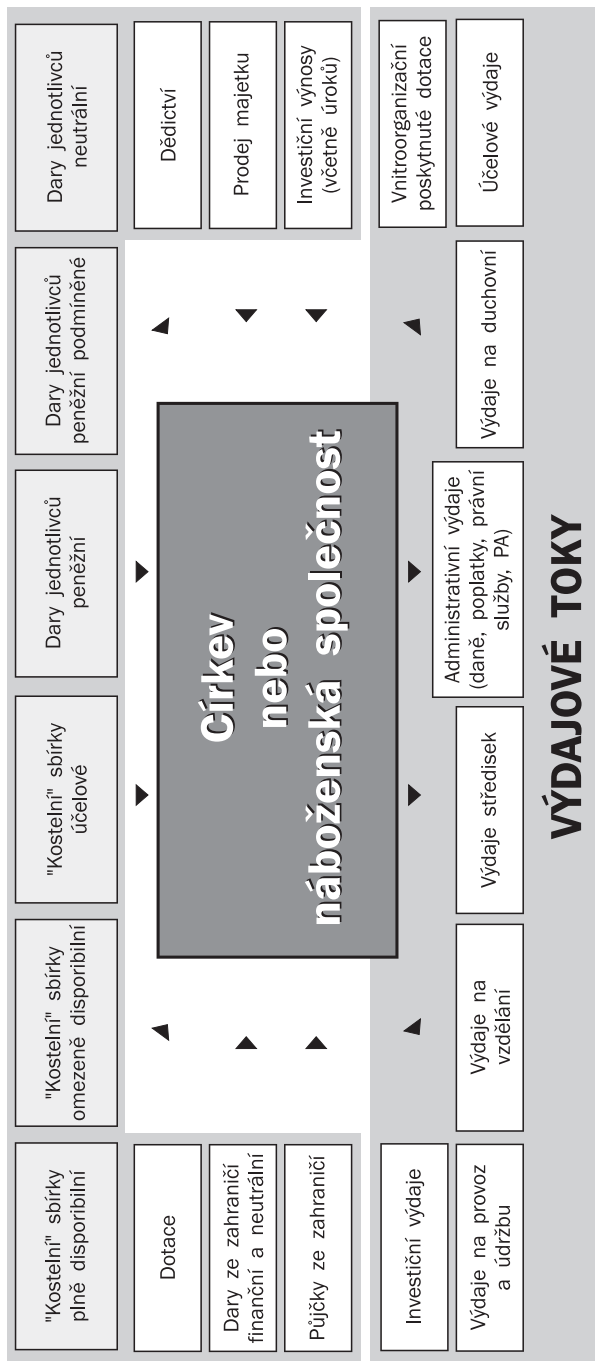 "Kostelní" sbírky
plně disporibilní
"Kostelní" sbírky
omezeně disporibilní
"Kostelní" sbírky
účelové
Dary jednotlivců
peněžní
Dary jednotlivců
peněžní podmíněné
Dary jednotlivců
neutrální
Dotace
Dědictví
Dary ze zahraničí
finanční a neutrální
Prodej majetku
Půjčky ze zahraničí
Investiční výnosy
(včetně úroků)
Církev
nebo
náboženská společnost
Investiční výdaje
Vnitroorganizační
poskytnuté dotace
Výdaje na provoz
a údržbu
Výdaje na
vzdělání
Výdaje středisek
Administrativní výdaje
(daně, poplatky, právní
služby, PA)
Výdaje na duchovní
Účelové výdaje
VÝDAJOVÉ TOKY